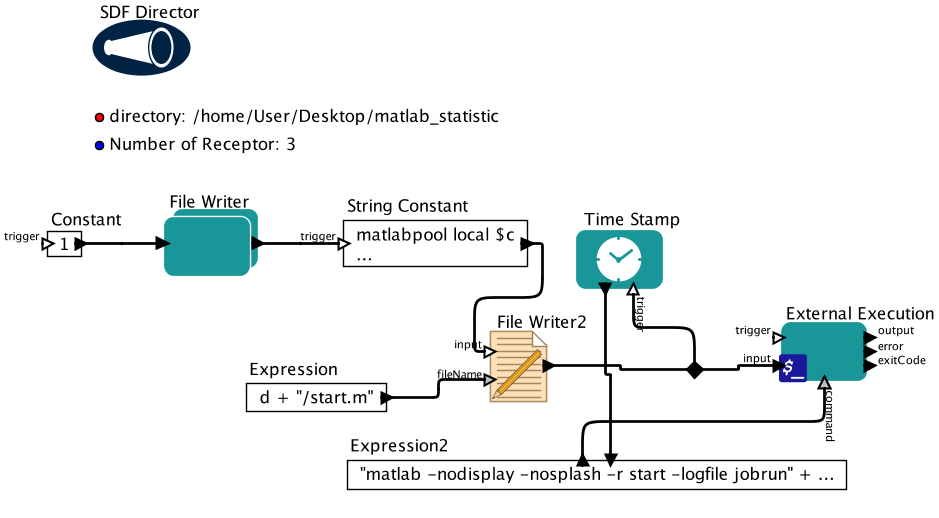 SDF Director
directory: /home/User/Desktop/matlab_statistic
Number of Receptor: 3
Constant
trigger
1
File Writer
String Constant
trigger
matlabpool local $c
...
Time Stamp
trigger
File Writer2
input
fileName
Expression
d + "/start.m"
External Execution
trigger
input
$_
output
error
exitCode
command
Expression2
"matlab -nodisplay -nosplash -r start -logfile jobrun" + ...